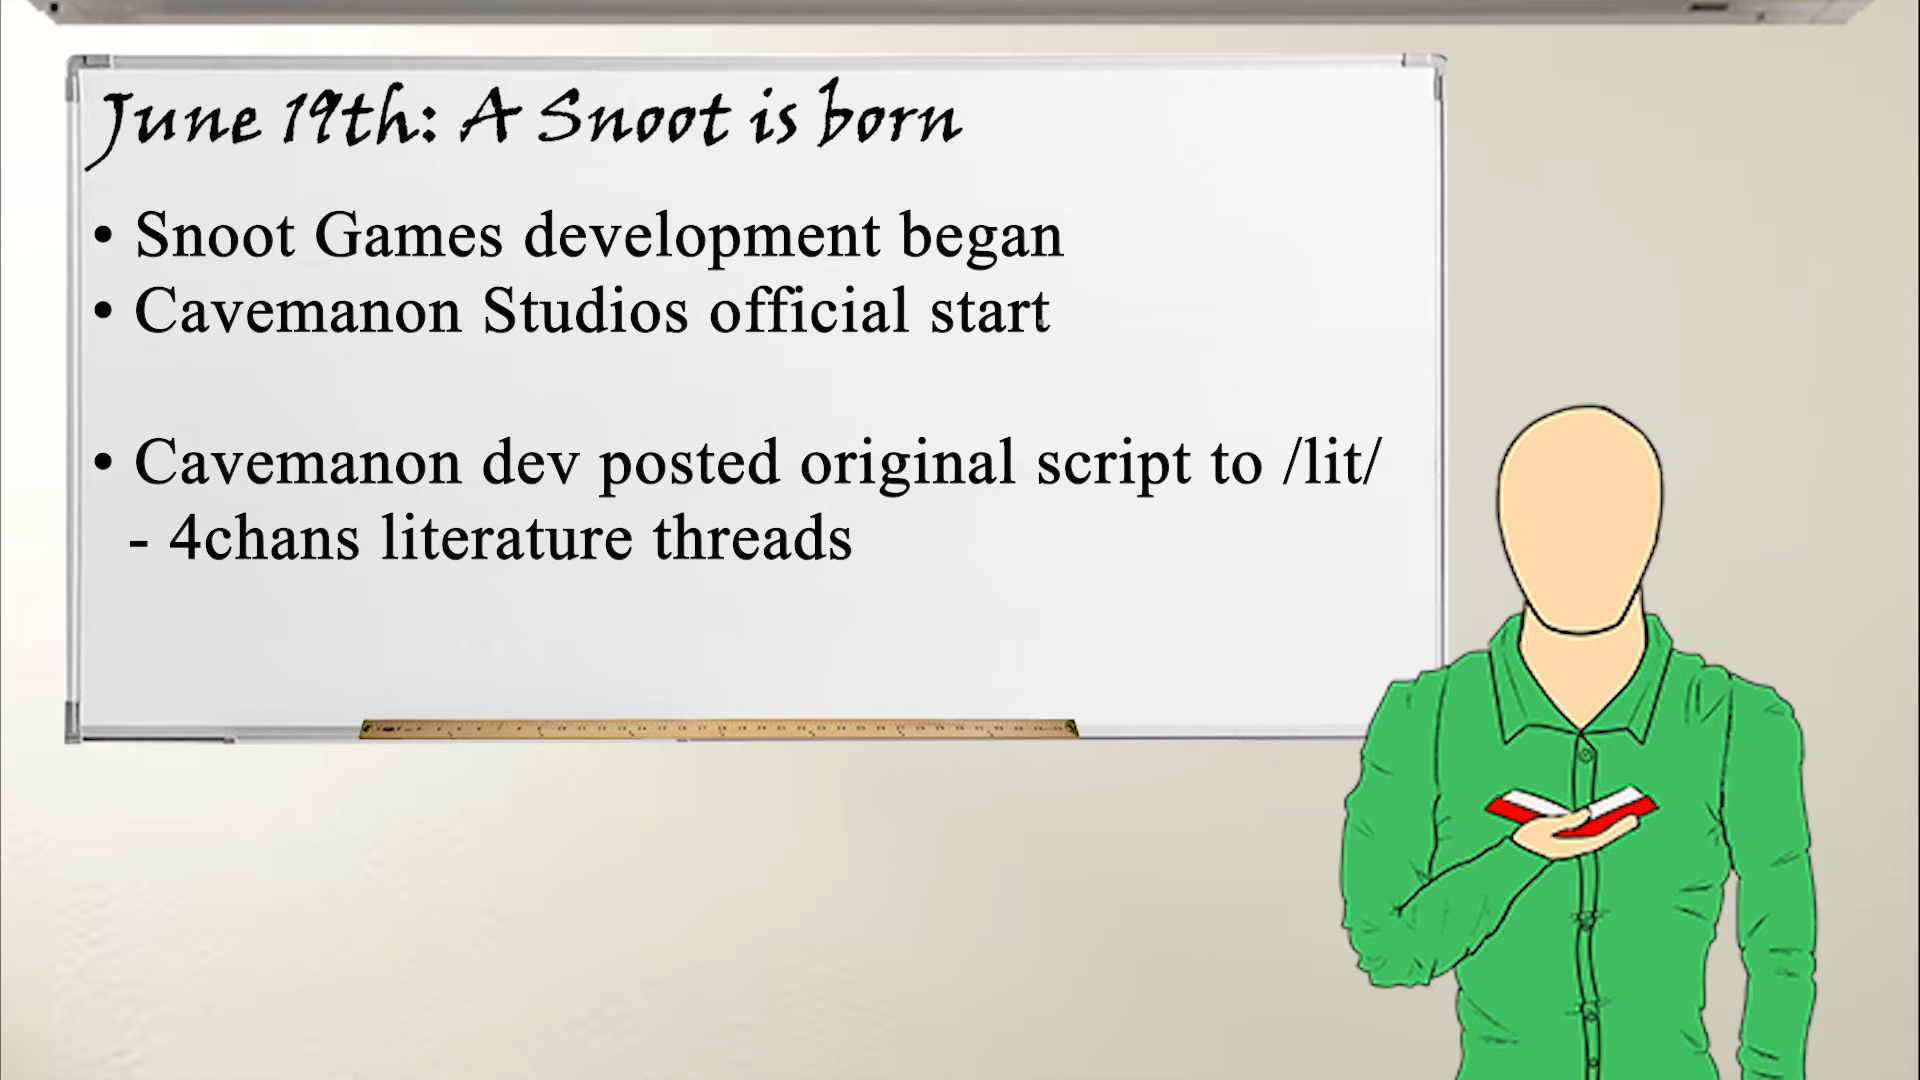 June 19th: A Snoot is born
• Snoot Games development began
• Cavemanon Studios official start
• Cavemanon dev posted original script to /lit/
- 4chans literature threads